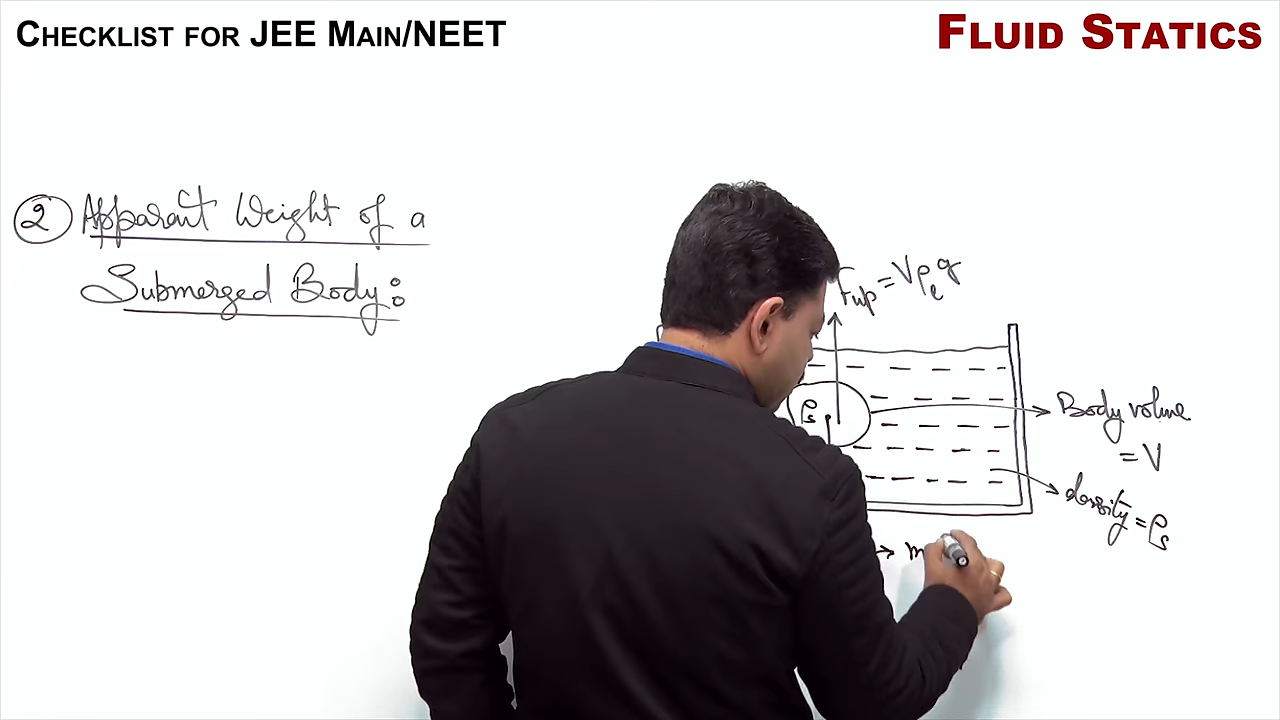 CHECKLIST FOR JEE MAIN/NEET
FLUID STATICS
② Apparant Weight of a
Submerged Body:
Fup = Vρℓg
ρs
Body volume
= V
density = ρs
→ m